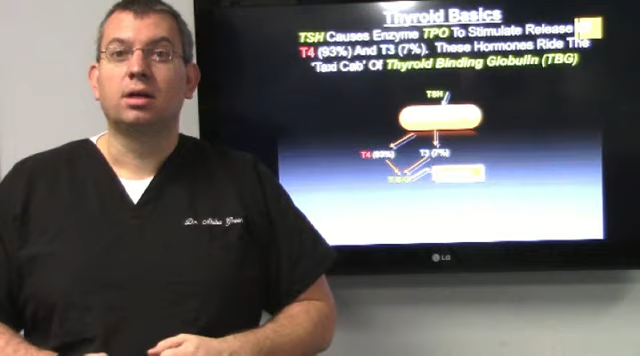 Thyroid Basics
TSH Causes Enzyme TPO To Stimulate Release
T4 (93%) And T3 (7%). These Hormones Ride The
'Taxi Cab' Of Thyroid Binding Globulin (TBG)
TSH
T4 (93%) T3 (7%)
Dr.
LG